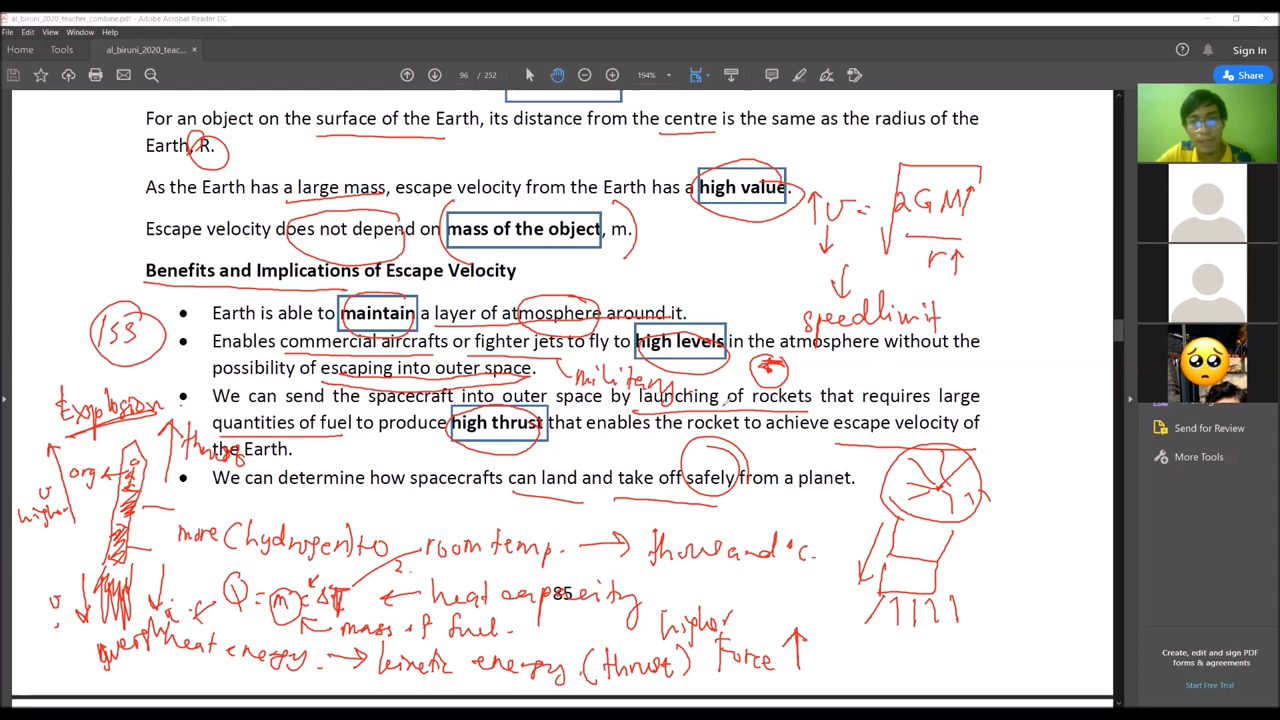 al_biruni_2020_teacher_combine.pdf - Adobe Acrobat Reader DC
File Edit View Window Help
Home Tools al_biruni_2020_teac... × Sign In
96 / 252 194% Share
For an object on the surface of the Earth, its distance from the centre is the same as the radius of the
Earth, R.
As the Earth has a large mass, escape velocity from the Earth has a high value.
Escape velocity does not depend on mass of the object, m.
v = √2GM
r
speed limit
Benefits and Implications of Escape Velocity
• Earth is able to maintain a layer of atmosphere around it.
ISS
• Enables commercial aircrafts or fighter jets to fly to high levels in the atmosphere without the
possibility of escaping into outer space.
military
• We can send the spacecraft into outer space by launching of rockets that requires large
Explosion
quantities of fuel to produce high thrust that enables the rocket to achieve escape velocity of
thrust
the Earth.
• We can determine how spacecrafts can land and take off safely from a planet.
v
higher
more (hydrogen) to room temp. → thousand °C.
Q = mcΔT ← heat capacity
85
mass of fuel.
heat energy. → kinetic energy (thrust) higher Force ↑
Send for Signature
More Tools
Create, edit and sign PDF
forms & agreements
Start Free Trial